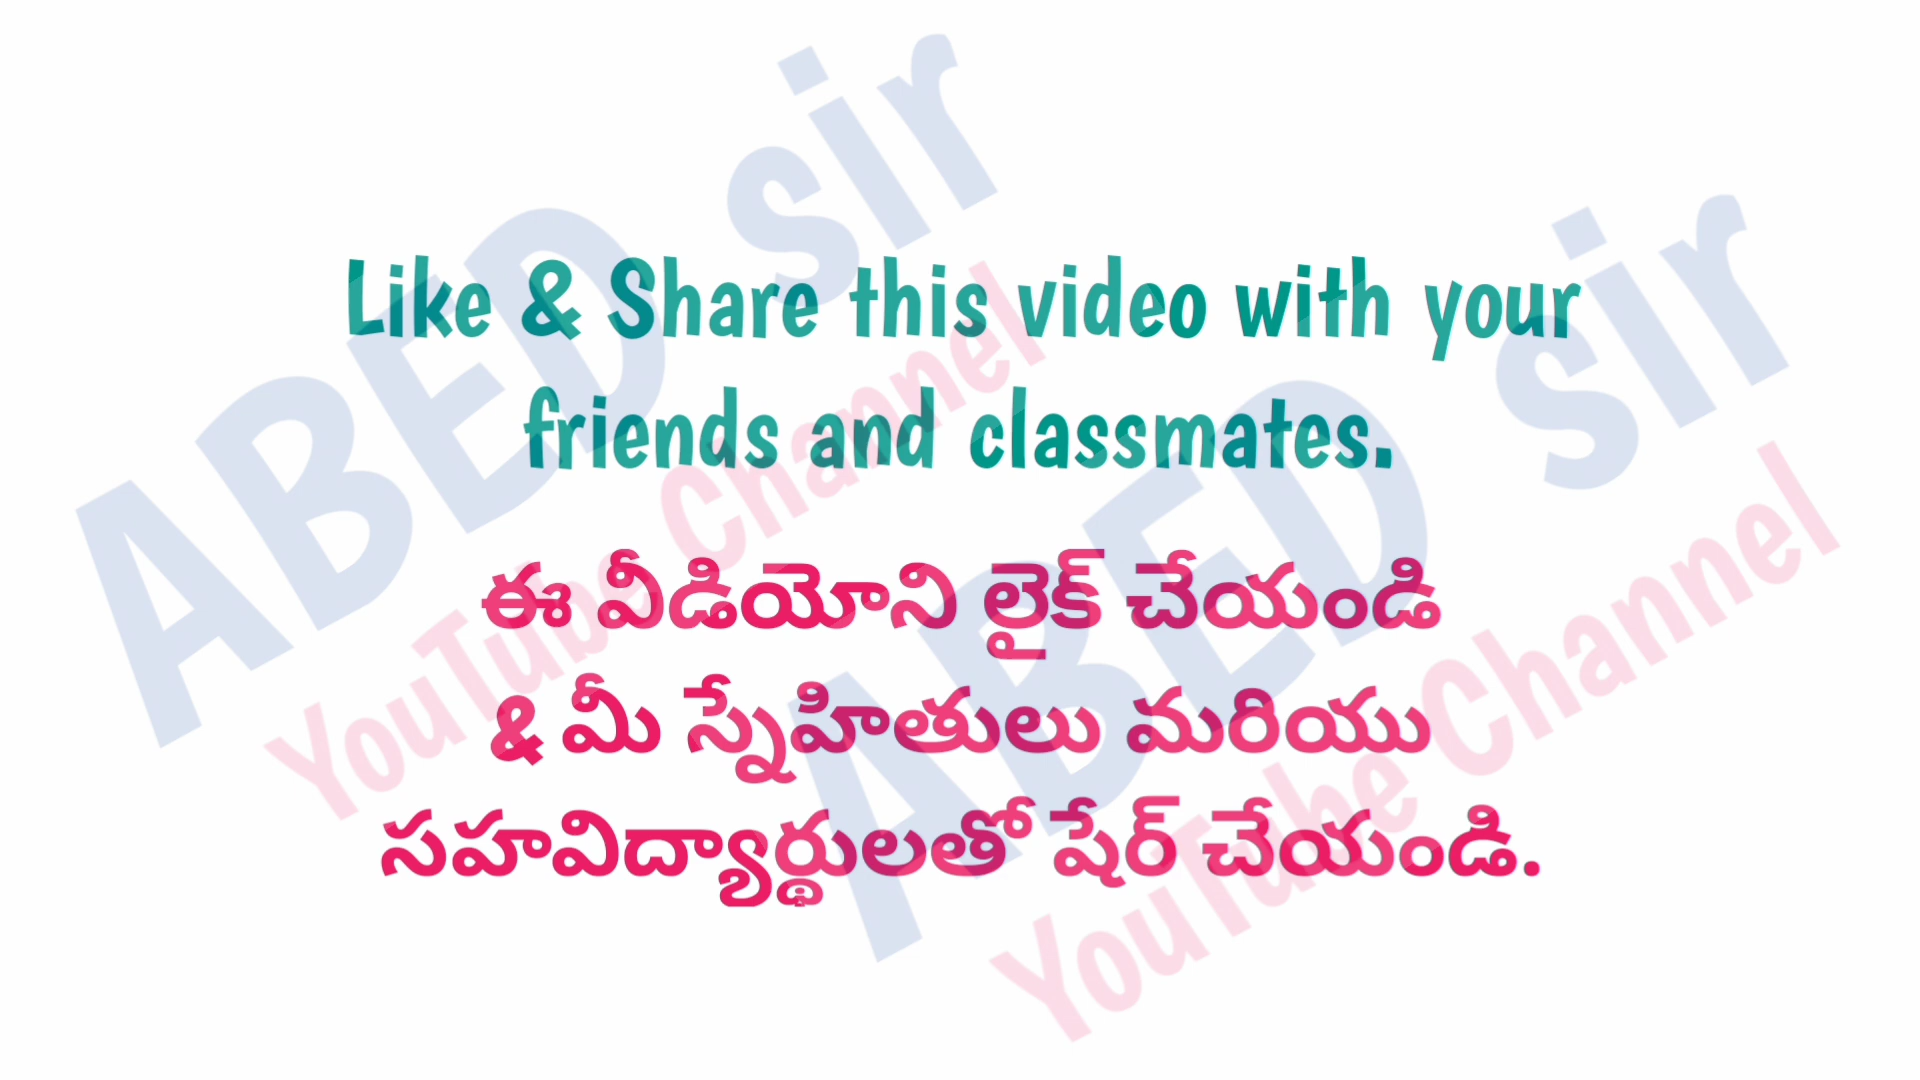 Like & Share this video with your
friends and classmates.
ఈ వీడియోని లైక్ చేయండి
& మీ స్నేహితులు మరియు
సహవిద్యార్థులతో షేర్ చేయండి.
ABED sir
YouTube Channel
ABED sir
YouTube Channel